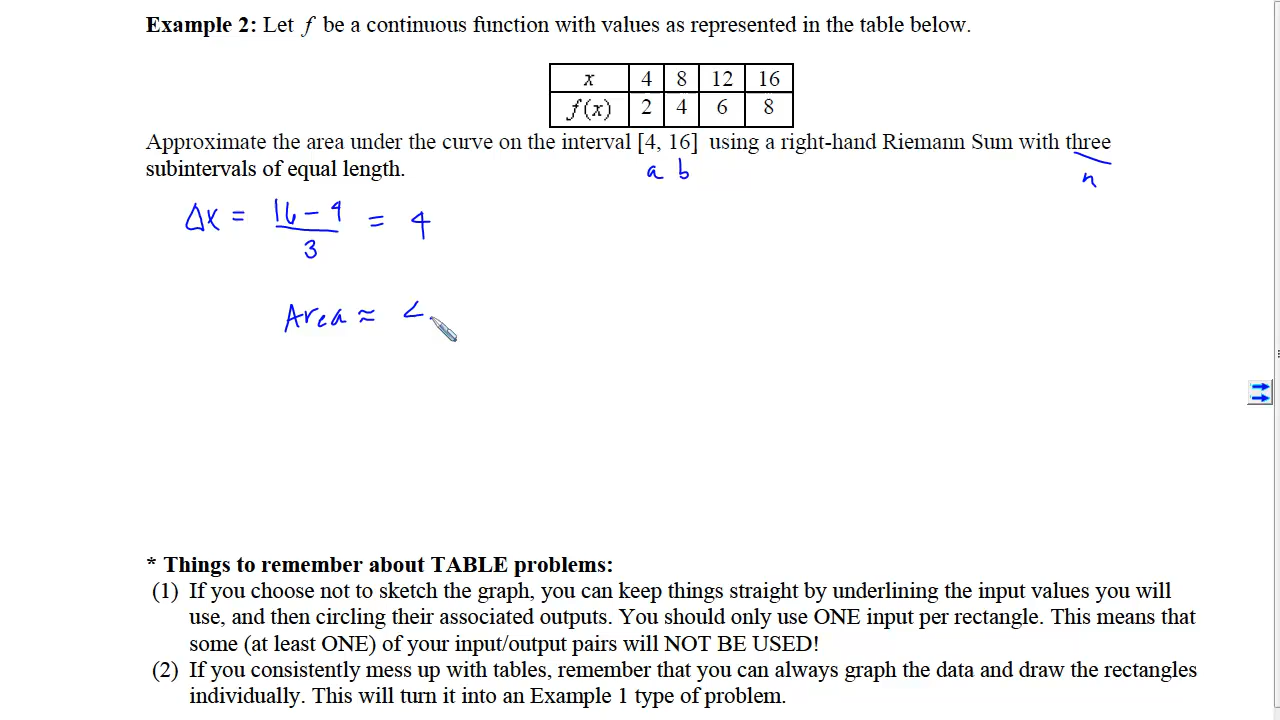 Example 2: Let f be a continuous function with values as represented in the table below.
x 4 8 12 16
f(x) 2 4 6 8
Approximate the area under the curve on the interval [4, 16] using a right-hand Riemann Sum with three
subintervals of equal length.
a b n
Δx = 16 - 4 / 3 = 4
Area ≈
* Things to remember about TABLE problems:
(1) If you choose not to sketch the graph, you can keep things straight by underlining the input values you will
use, and then circling their associated outputs. You should only use ONE input per rectangle. This means that
some (at least ONE) of your input/output pairs will NOT BE USED!
(2) If you consistently mess up with tables, remember that you can always graph the data and draw the rectangles
individually. This will turn it into an Example 1 type of problem.